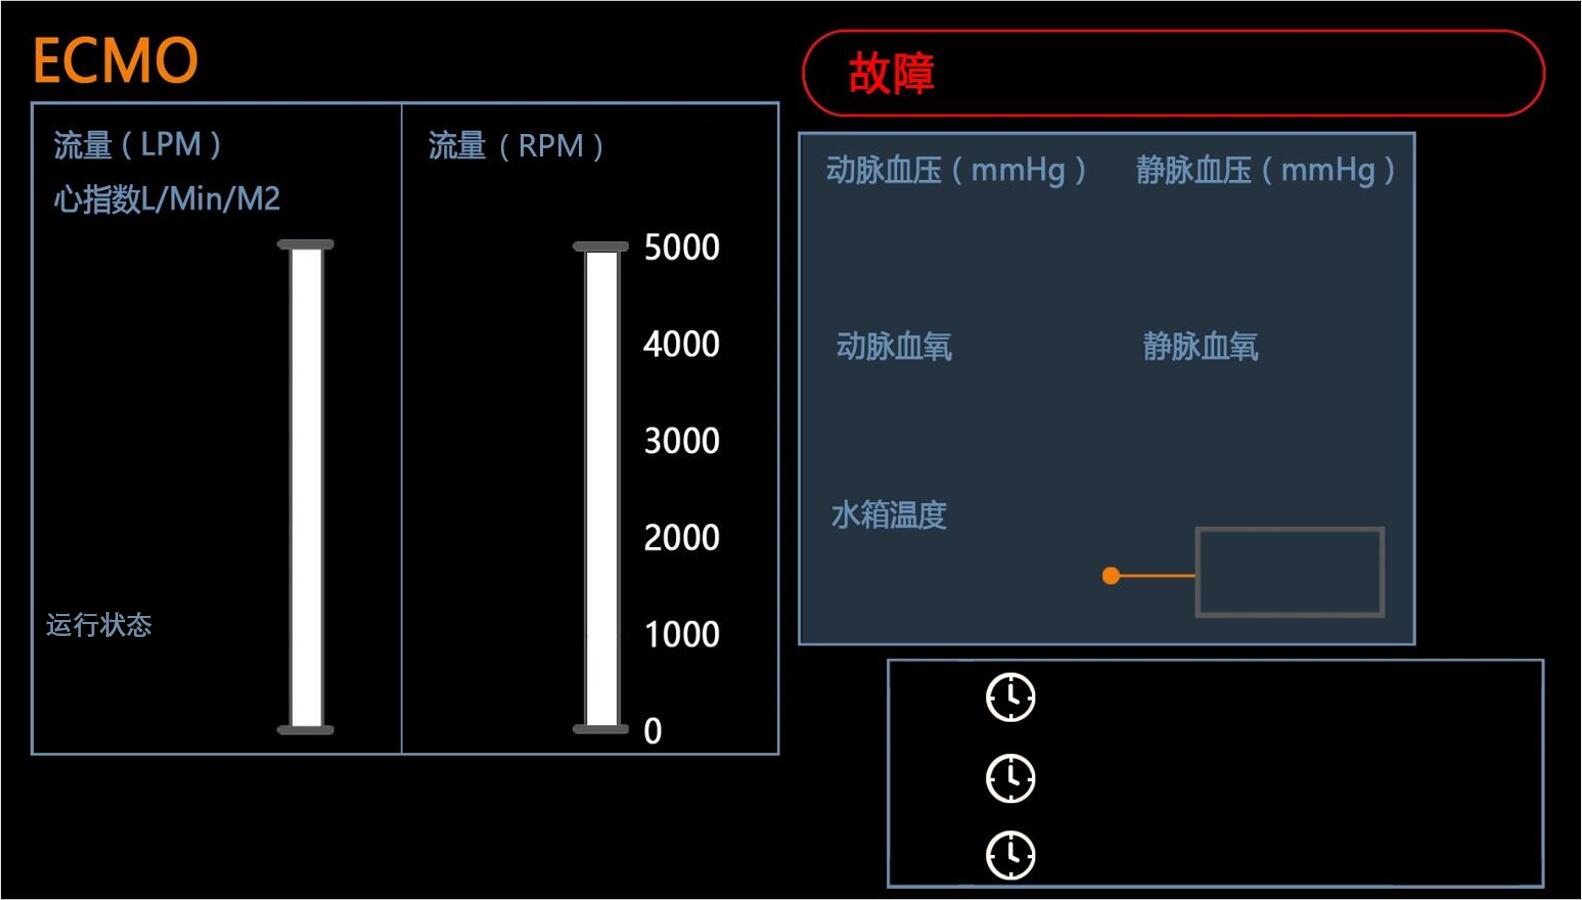 ECMO
故障
流量（LPM）
心指数L/Min/M2
流量（RPM）
5000
4000
3000
2000
1000
0
运行状态
动脉血压（mmHg）
静脉血压（mmHg）
动脉血氧
静脉血氧
水箱温度